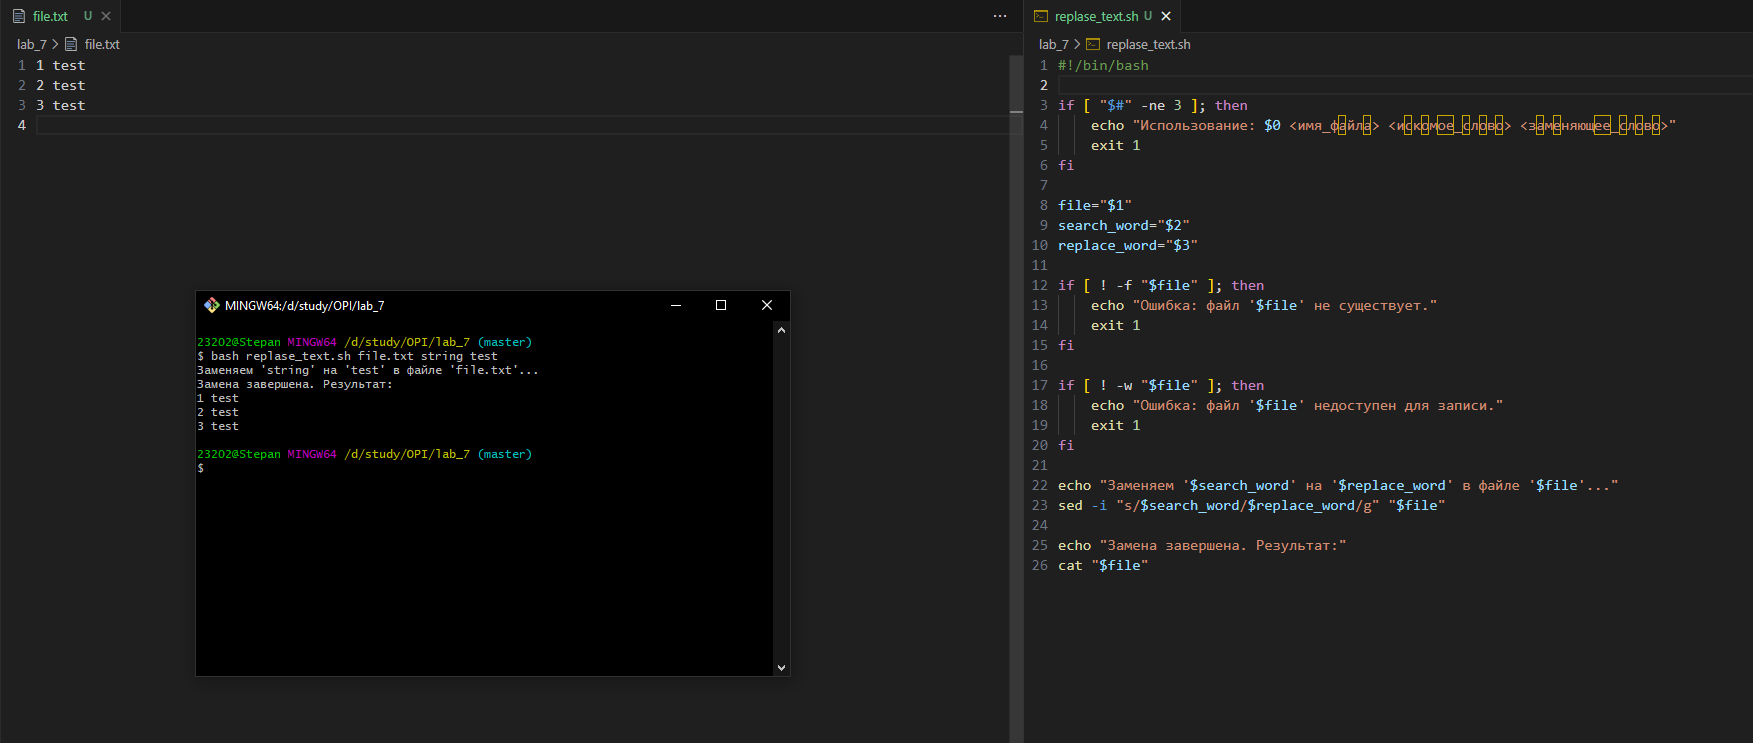 file.txt U
lab_7 > file.txt
1 1 test
2 2 test
3 3 test
4
MINGW64:/d/study/OPI/lab_7
23202@Stepan MINGW64 /d/study/OPI/lab_7 (master)
$ bash replase_text.sh file.txt string test
Заменяем 'string' на 'test' в файле 'file.txt'...
Замена завершена. Результат:
1 test
2 test
3 test
23202@Stepan MINGW64 /d/study/OPI/lab_7 (master)
$
replase_text.sh U
lab_7 > replase_text.sh
1 #!/bin/bash
2
3 if [ "$#" -ne 3 ]; then
4 echo "Использование: $0 <имя_файла> <искомое_слово> <заменяющее_слово>"
5 exit 1
6 fi
7
8 file="$1"
9 search_word="$2"
10 replace_word="$3"
11
12 if [ ! -f "$file" ]; then
13 echo "Ошибка: файл '$file' не существует."
14 exit 1
15 fi
16
17 if [ ! -w "$file" ]; then
18 echo "Ошибка: файл '$file' недоступен для записи."
19 exit 1
20 fi
21
22 echo "Заменяем '$search_word' на '$replace_word' в файле '$file'..."
23 sed -i "s/$search_word/$replace_word/g" "$file"
24
25 echo "Замена завершена. Результат:"
26 cat "$file"